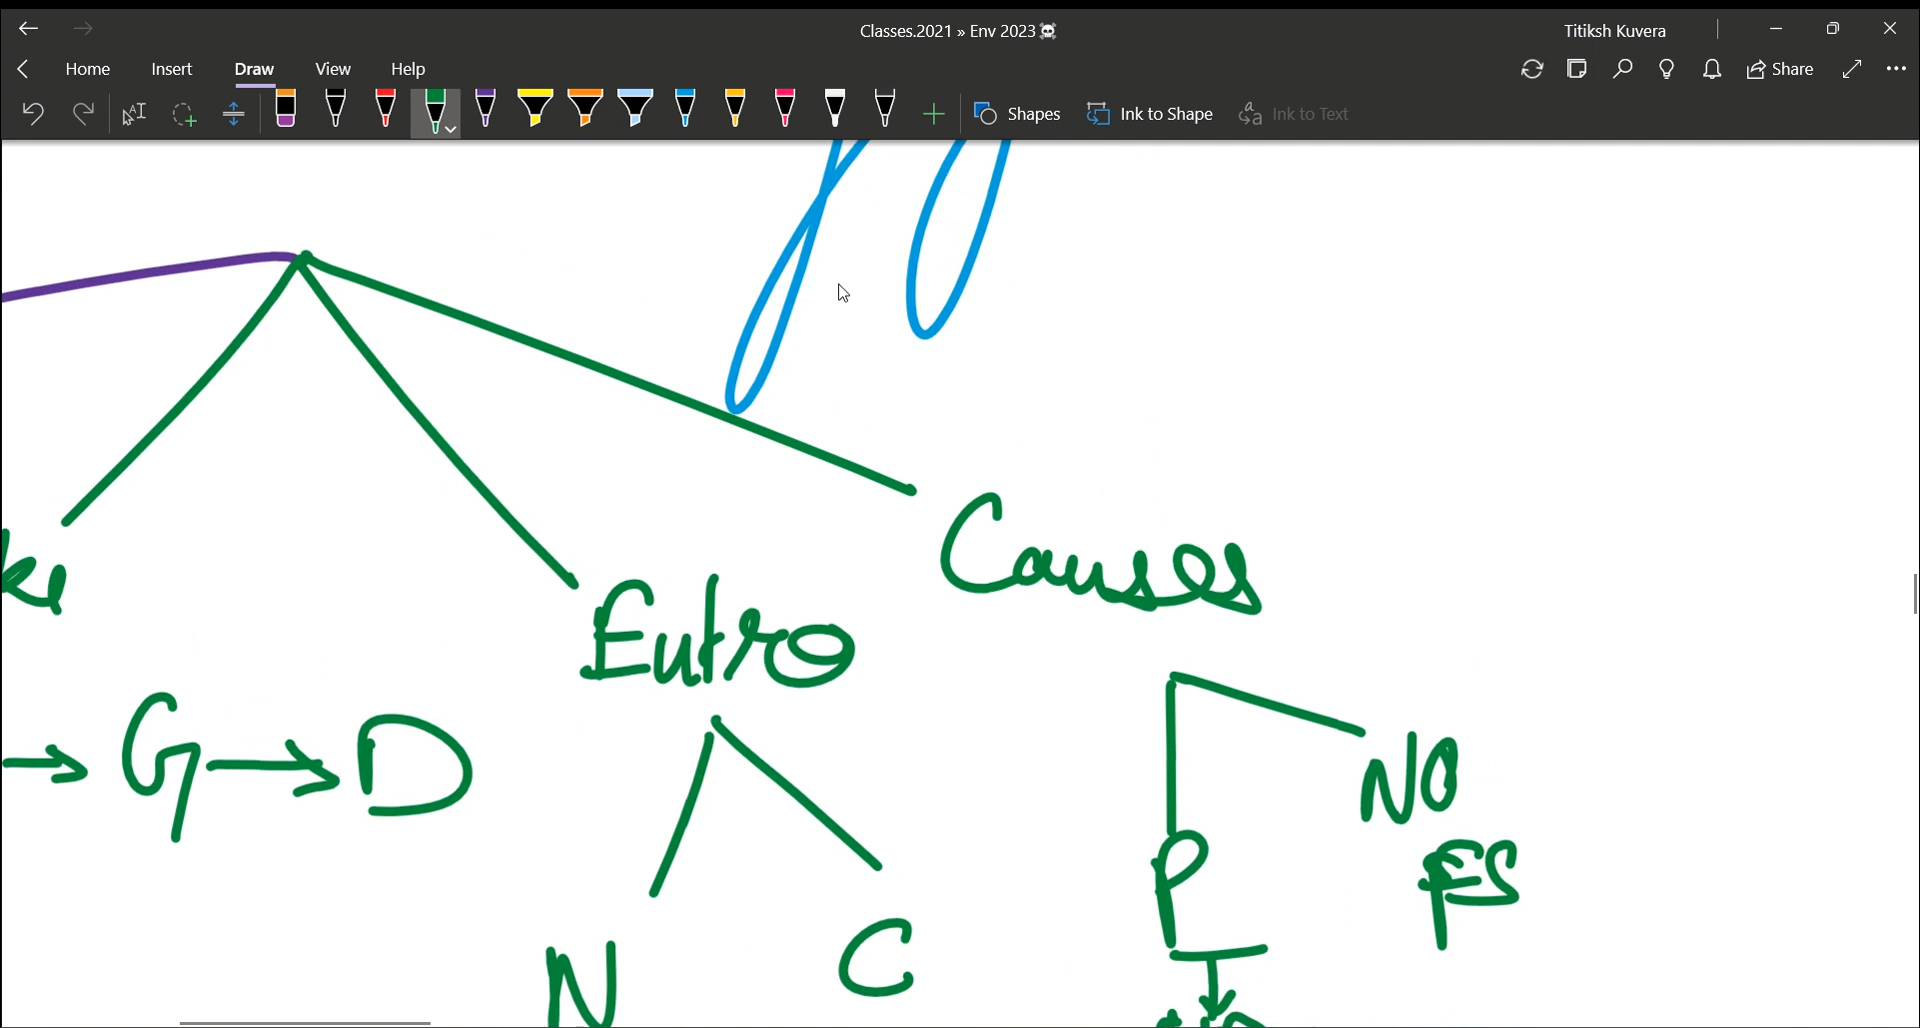 Classes.2021 » Env 2023☠
Titiksh Kuvera
Home Insert Draw View Help
Share
Shapes Ink to Shape Ink to Text
Causes
Eutro
→ G → D
NO
P
ES
N
C